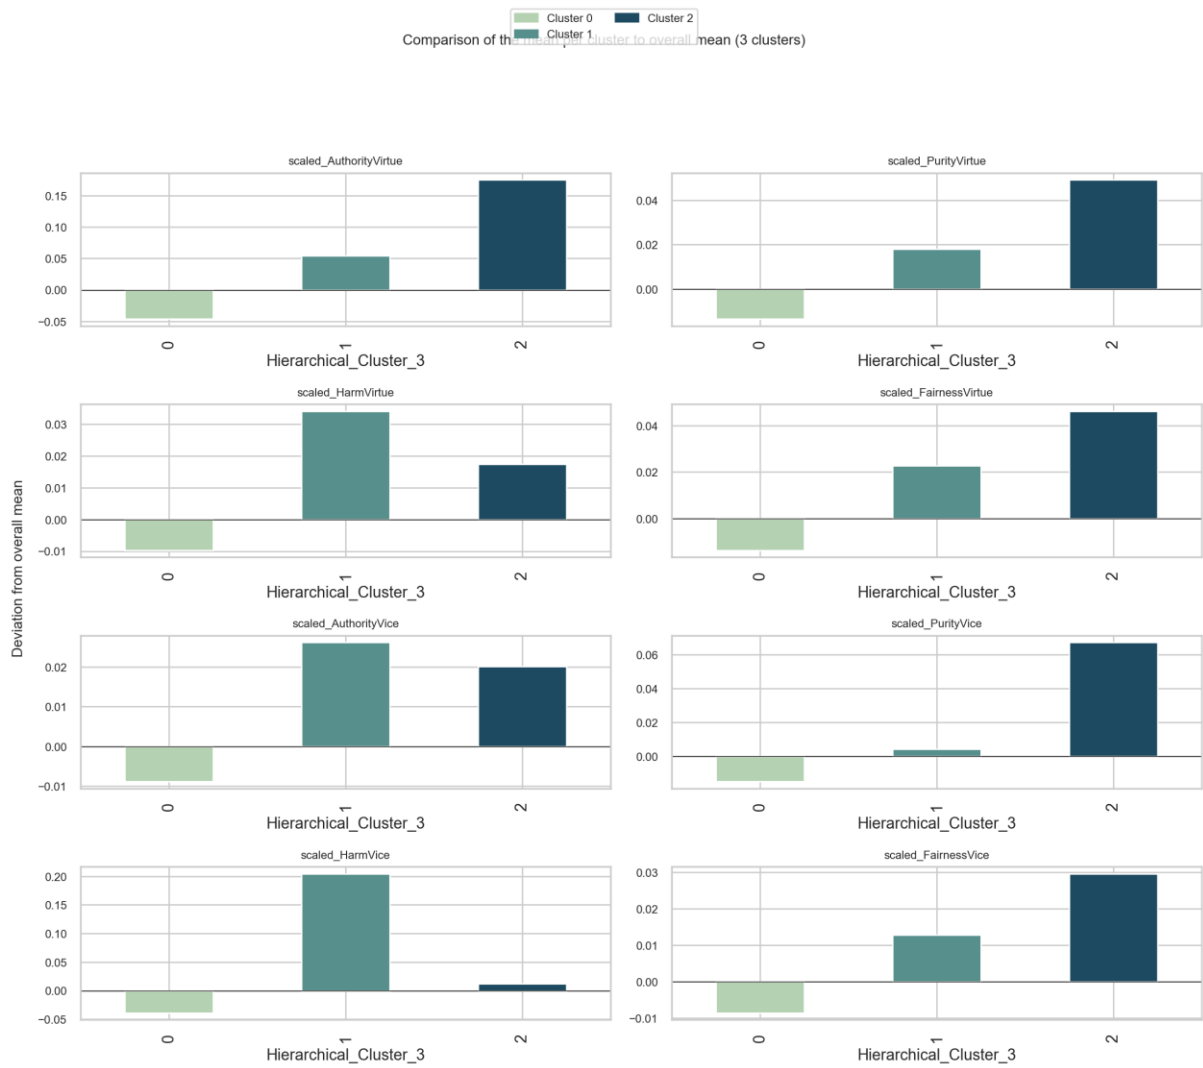 Cluster 0 Cluster 2
Cluster 1
Comparison of the mean per cluster to overall mean (3 clusters)
Deviation from overall mean
scaled_AuthorityVirtue
0.15
0.10
0.05
0.00
−0.05
0 1 2
Hierarchical_Cluster_3
scaled_PurityVirtue
0.04
0.02
0.00
0 1 2
Hierarchical_Cluster_3
scaled_HarmVirtue
0.03
0.02
0.01
0.00
−0.01
0 1 2
Hierarchical_Cluster_3
scaled_FairnessVirtue
0.04
0.02
0.00
0 1 2
Hierarchical_Cluster_3
scaled_AuthorityVice
0.02
0.01
0.00
−0.01
0 1 2
Hierarchical_Cluster_3
scaled_PurityVice
0.06
0.04
0.02
0.00
0 1 2
Hierarchical_Cluster_3
scaled_HarmVice
0.20
0.15
0.10
0.05
0.00
−0.05
0 1 2
Hierarchical_Cluster_3
scaled_FairnessVice
0.03
0.02
0.01
0.00
−0.01
0 1 2
Hierarchical_Cluster_3